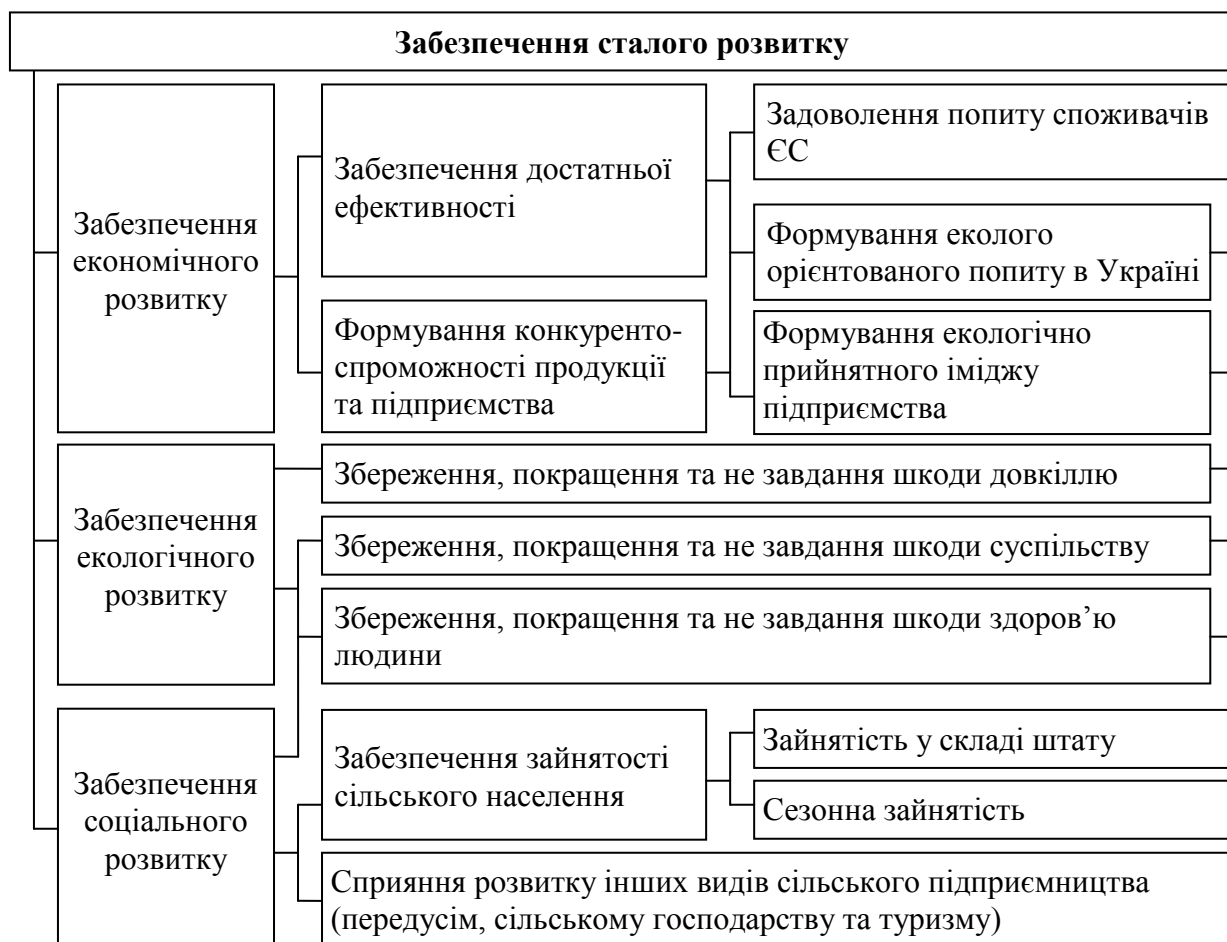 Забезпечення сталого розвитку
Забезпечення
економічного
розвитку
Забезпечення достатньої
ефективності
Задоволення попиту споживачів
ЄС
Формування еколого
орієнтованого попиту в Україні
Формування конкуренто-
спроможності продукції
та підприємства
Формування екологічно
прийнятного іміджу
підприємства
Забезпечення
екологічного
розвитку
Збереження, покращення та не завдання шкоди довкіллю
Збереження, покращення та не завдання шкоди суспільству
Збереження, покращення та не завдання шкоди здоров’ю
людини
Забезпечення
соціального
розвитку
Забезпечення зайнятості
сільського населення
Зайнятість у складі штату
Сезонна зайнятість
Сприяння розвитку інших видів сільського підприємництва
(передусім, сільському господарству та туризму)